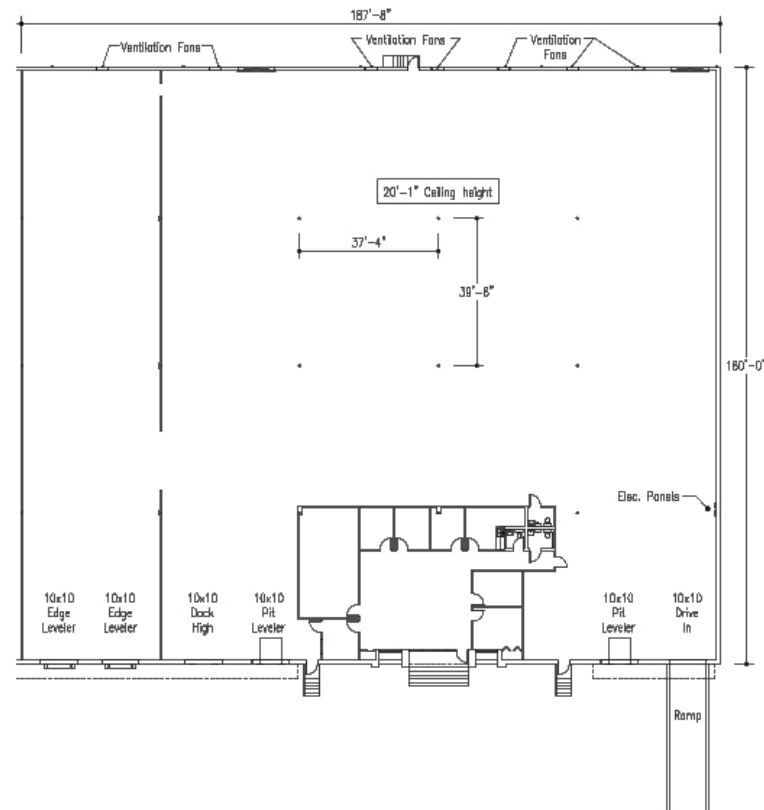 187'-8"
Ventilation Fans
Ventilation Fans
Ventilation
Fans
20'-1" Ceiling height
37'-4"
39'-6"
160'-0"
Elec. Panels
10x10
Edge
Leveler
10x10
Edge
Leveler
10x10
Dock
High
10x10
Pit
Leveler
10x10
Pit
Leveler
10x10
Drive
In
Ramp